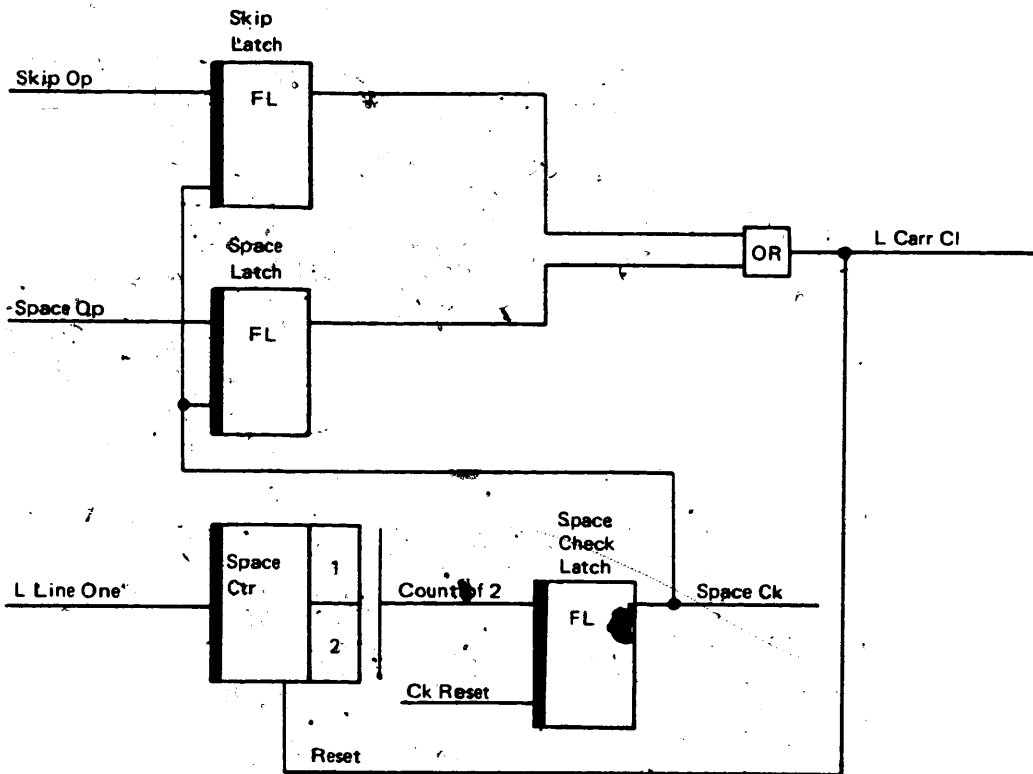 Skip
Latch
Skip Op
FL
Space
Latch
OR
L Carr Cl
Space Op
FL
Space
Check
Latch
Space
Ctr
1
L Line One
Count of 2
Space Ck
FL
2
Ck Reset
Reset